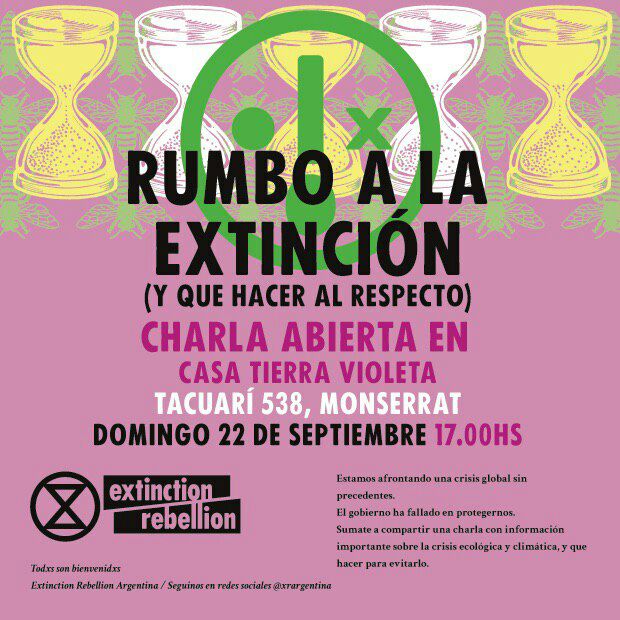 x
RUMBO A LA
EXTINCIÓN
(Y QUE HACER AL RESPECTO)
CHARLA ABIERTA EN
CASA TIERRA VIOLETA
TACUARÍ 538, MONSERRAT
DOMINGO 22 DE SEPTIEMBRE 17.00HS
extinction
rebellion
Todxs son bienvenidxs
Extinction Rebellion Argentina / Seguinos en redes sociales @xrargentina
Estamos afrontando una crisis global sin
precedentes.
El gobierno ha fallado en protegernos.
Sumate a compartir una charla con información
importante sobre la crisis ecológica y climática, y que
hacer para evitarlo.